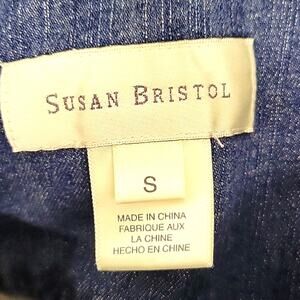 SUSAN BRISTOL
S
MADE IN CHINA
FABRIQUE AUX
LA CHINE
HECHO EN CHINE